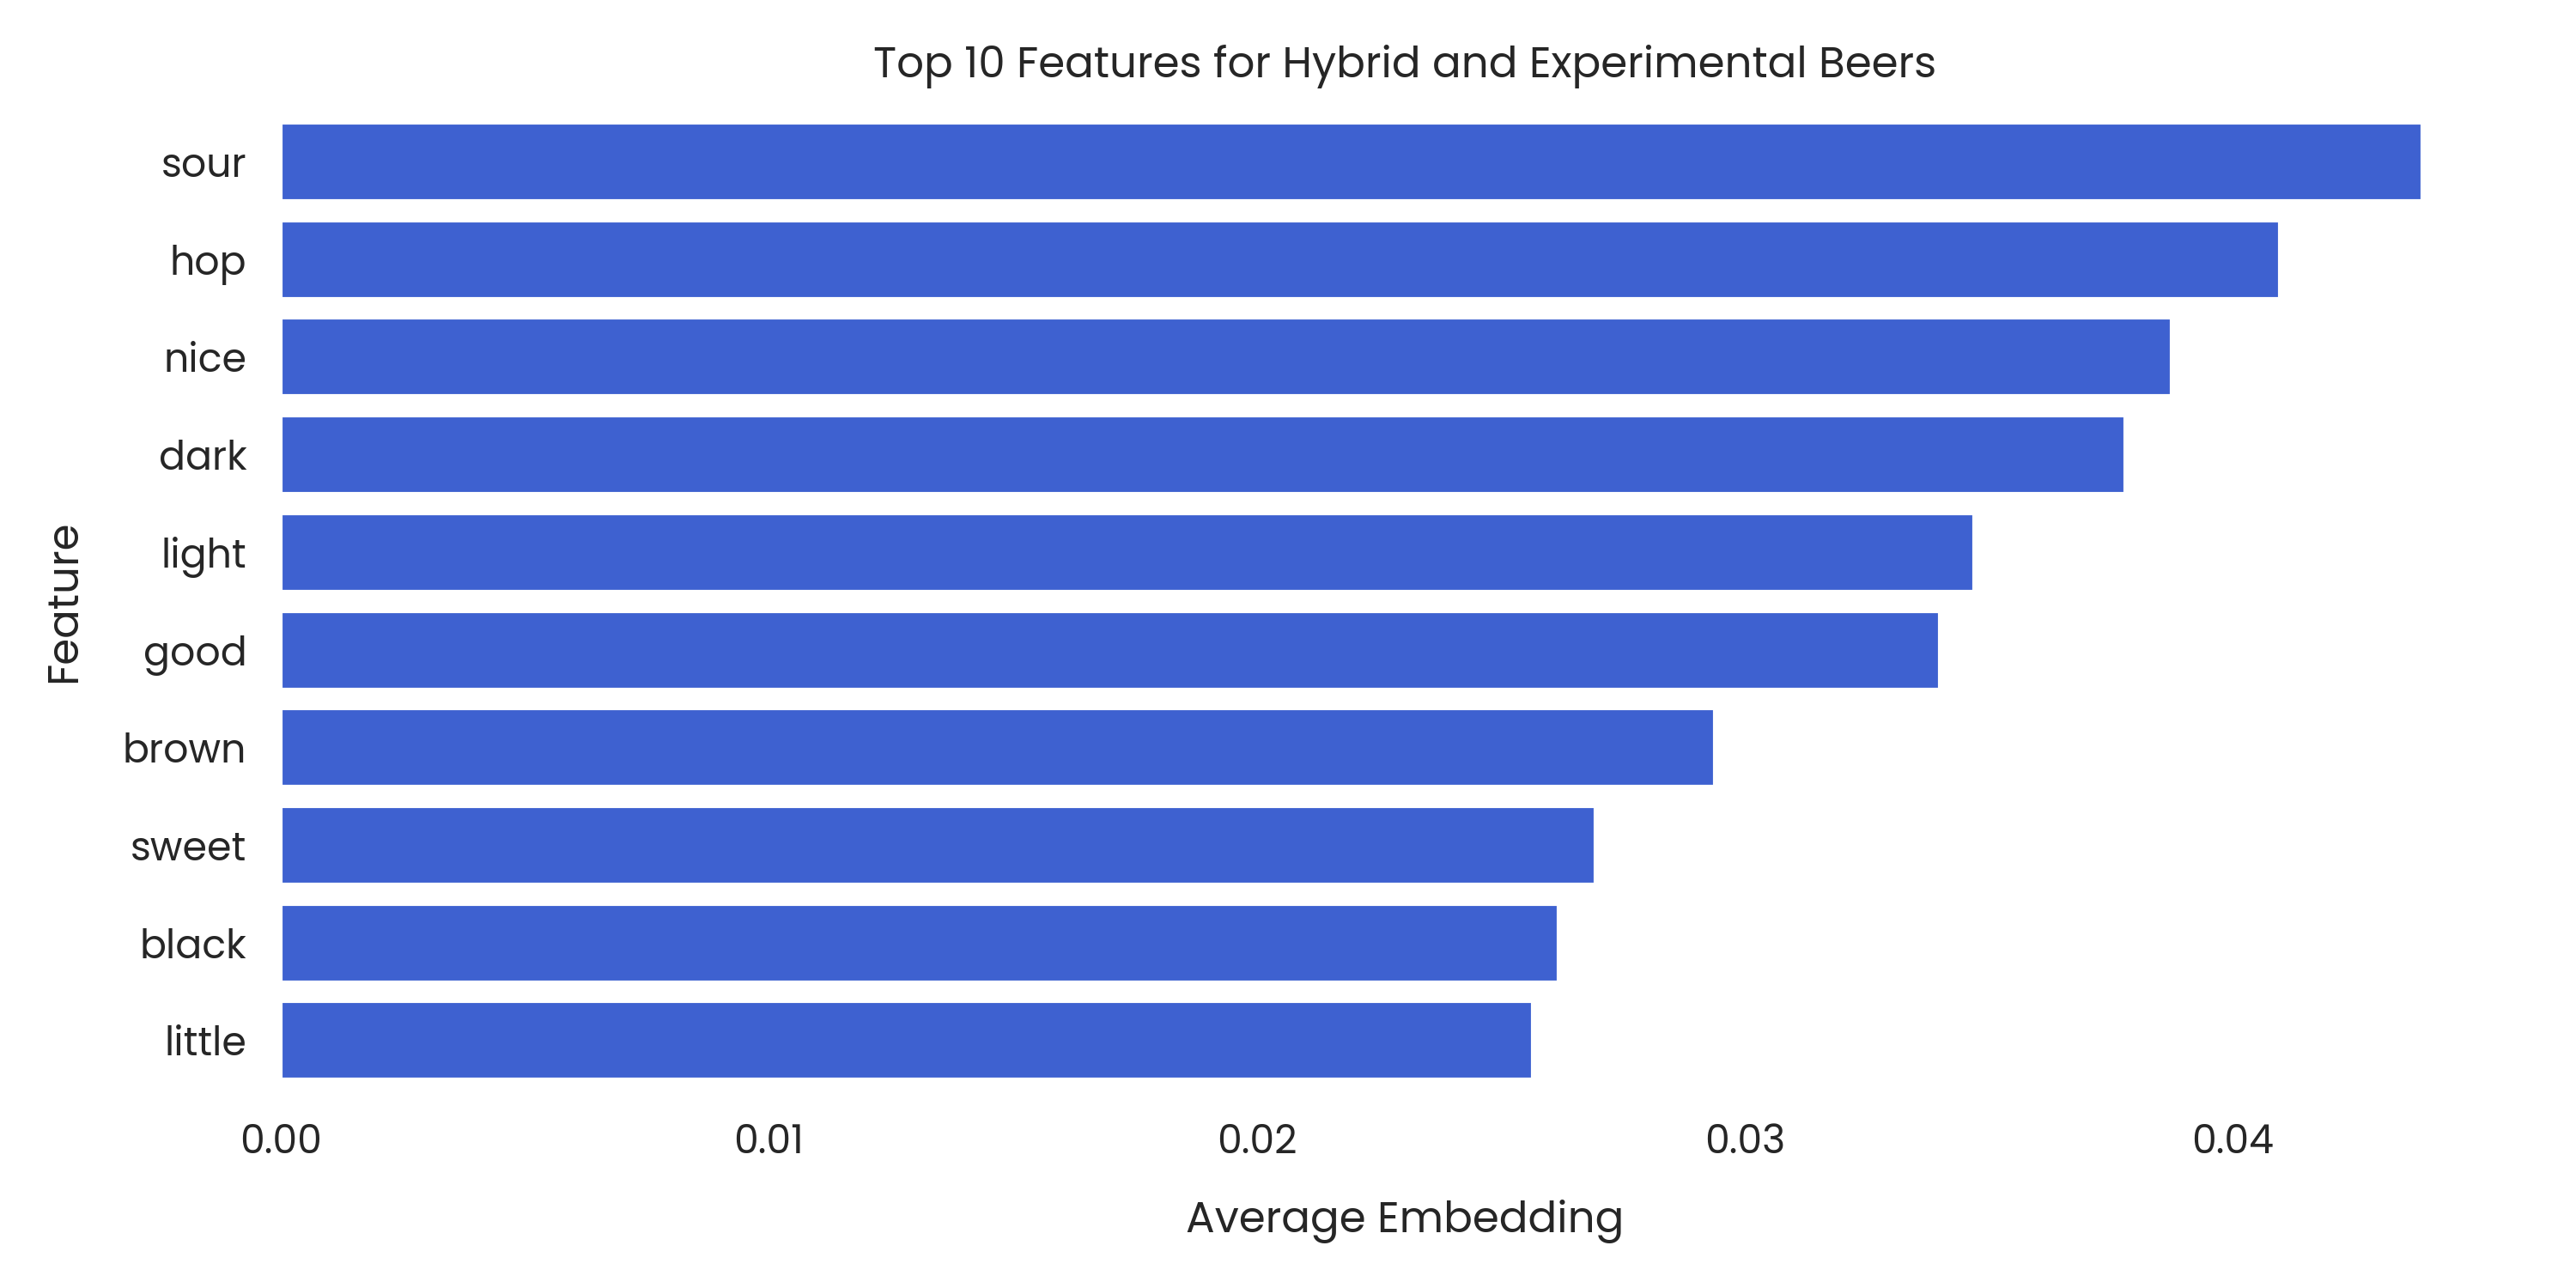 Top 10 Features for Hybrid and Experimental Beers
Feature
sour
hop
nice
dark
light
good
brown
sweet
black
little
0.00 0.01 0.02 0.03 0.04
Average Embedding